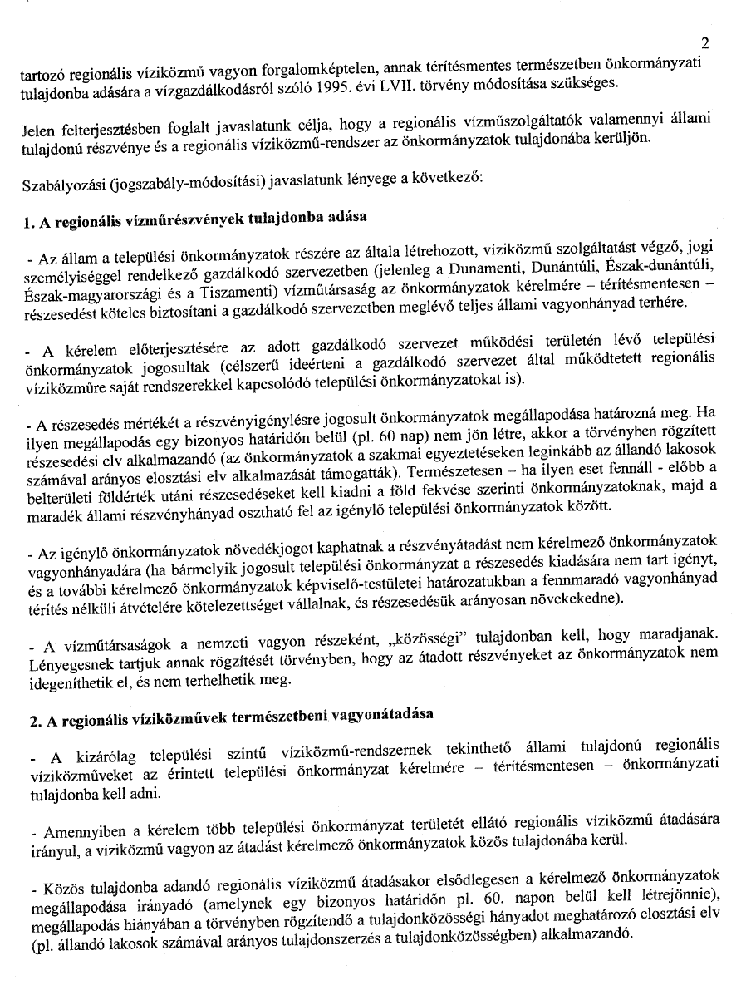 2
tartozó regionális víziközmű vagyon forgalomképtelen, annak térítésmentes természetben önkormányzati
tulajdonba adására a vízgazdálkodásról szóló 1995. évi LVII. törvény módosítása szükséges.
Jelen felterjesztésben foglalt javaslatunk célja, hogy a regionális vízműszolgáltatók valamennyi állami
tulajdonú részvénye és a regionális víziközmű-rendszer az önkormányzatok tulajdonába kerüljön.
Szabályozási (jogszabály-módosítási) javaslatunk lényege a következő:
1. A regionális vízműrészvények tulajdonba adása
- Az állam a települési önkormányzatok részére az általa létrehozott, víziközmű szolgáltatást végző, jogi
személyiséggel rendelkező gazdálkodó szervezetben (jelenleg a Dunamenti, Dunántúli, Észak-dunántúli,
Észak-magyarországi és a Tiszamenti) vízműtársaság az önkormányzatok kérelmére – térítésmentesen –
részesedést köteles biztosítani a gazdálkodó szervezetben meglévő teljes állami vagyonhányad terhére.
- A kérelem előterjesztésére az adott gazdálkodó szervezet működési területén lévő települési
önkormányzatok jogosultak (célszerű ideérteni a gazdálkodó szervezet által működtetett regionális
víziközműre saját rendszerekkel kapcsolódó települési önkormányzatokat is).
- A részesedés mértékét a részvényigénylésre jogosult önkormányzatok megállapodása határozná meg. Ha
ilyen megállapodás egy bizonyos határidőn belül (pl. 60 nap) nem jön létre, akkor a törvényben rögzített
részesedési elv alkalmazandó (az önkormányzatok a szakmai egyeztetéseken leginkább az állandó lakosok
számával arányos elosztási elv alkalmazását támogatták). Természetesen – ha ilyen eset fennáll - előbb a
belterületi földérték utáni részesedéseket kell kiadni a föld fekvése szerinti önkormányzatoknak, majd a
maradék állami részvényhányad osztható fel az igénylő települési önkormányzatok között.
- Az igénylő önkormányzatok növedékjogot kaphatnak a részvényátadást nem kérelmező önkormányzatok
vagyonhányadára (ha bármelyik jogosult települési önkormányzat a részesedés kiadására nem tart igényt,
és a további kérelmező önkormányzatok képviselő-testületei határozatukban a fennmaradó vagyonhányad
térítés nélküli átvételére kötelezettséget vállalnak, és részesedésük arányosan növekekedne).
- A vízműtársaságok a nemzeti vagyon részeként, „közösségi” tulajdonban kell, hogy maradjanak.
Lényegesnek tartjuk annak rögzítését törvényben, hogy az átadott részvényeket az önkormányzatok nem
idegeníthetik el, és nem terhelhetik meg.
2. A regionális víziközművek természetbeni vagyonátadása
- A kizárólag települési szintű víziközmű-rendszernek tekinthető állami tulajdonú regionális
víziközműveket az érintett települési önkormányzat kérelmére – térítésmentesen – önkormányzati
tulajdonba kell adni.
- Amennyiben a kérelem több települési önkormányzat területét ellátó regionális víziközmű átadására
irányul, a víziközmű vagyon az átadást kérelmező önkormányzatok közös tulajdonába kerül.
- Közös tulajdonba adandó regionális víziközmű átadásakor elsődlegesen a kérelmező önkormányzatok
megállapodása irányadó (amelynek egy bizonyos határidőn pl. 60. napon belül kell létrejönnie),
megállapodás hiányában a törvényben rögzítendő a tulajdonközösségi hányadot meghatározó elosztási elv
(pl. állandó lakosok számával arányos tulajdonszerzés a tulajdonközösségben) alkalmazandó.